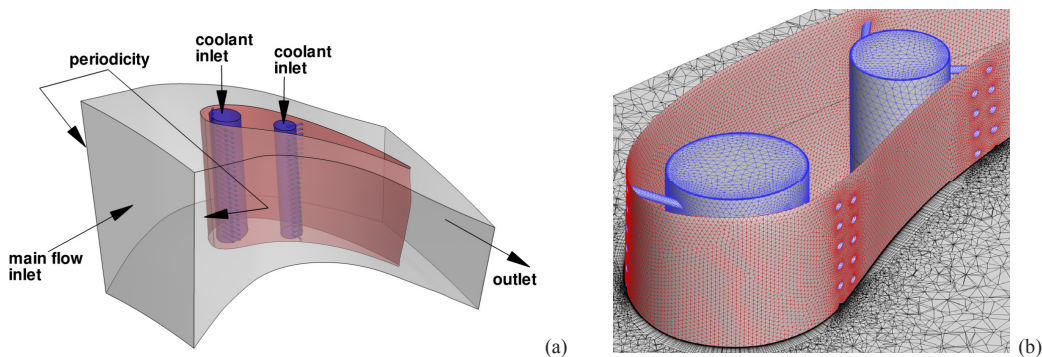 coolant
inlet
coolant
inlet
periodicity
main flow
inlet
outlet
(a)
(b)